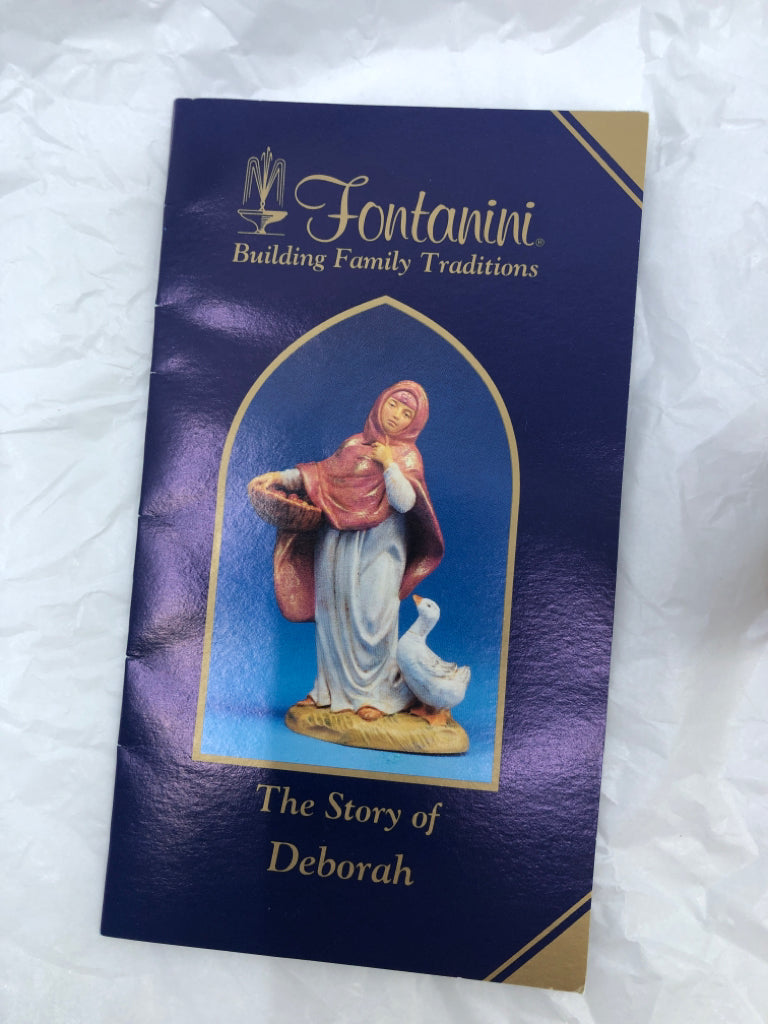 Fontanini®
Building Family Traditions
The Story of
Deborah